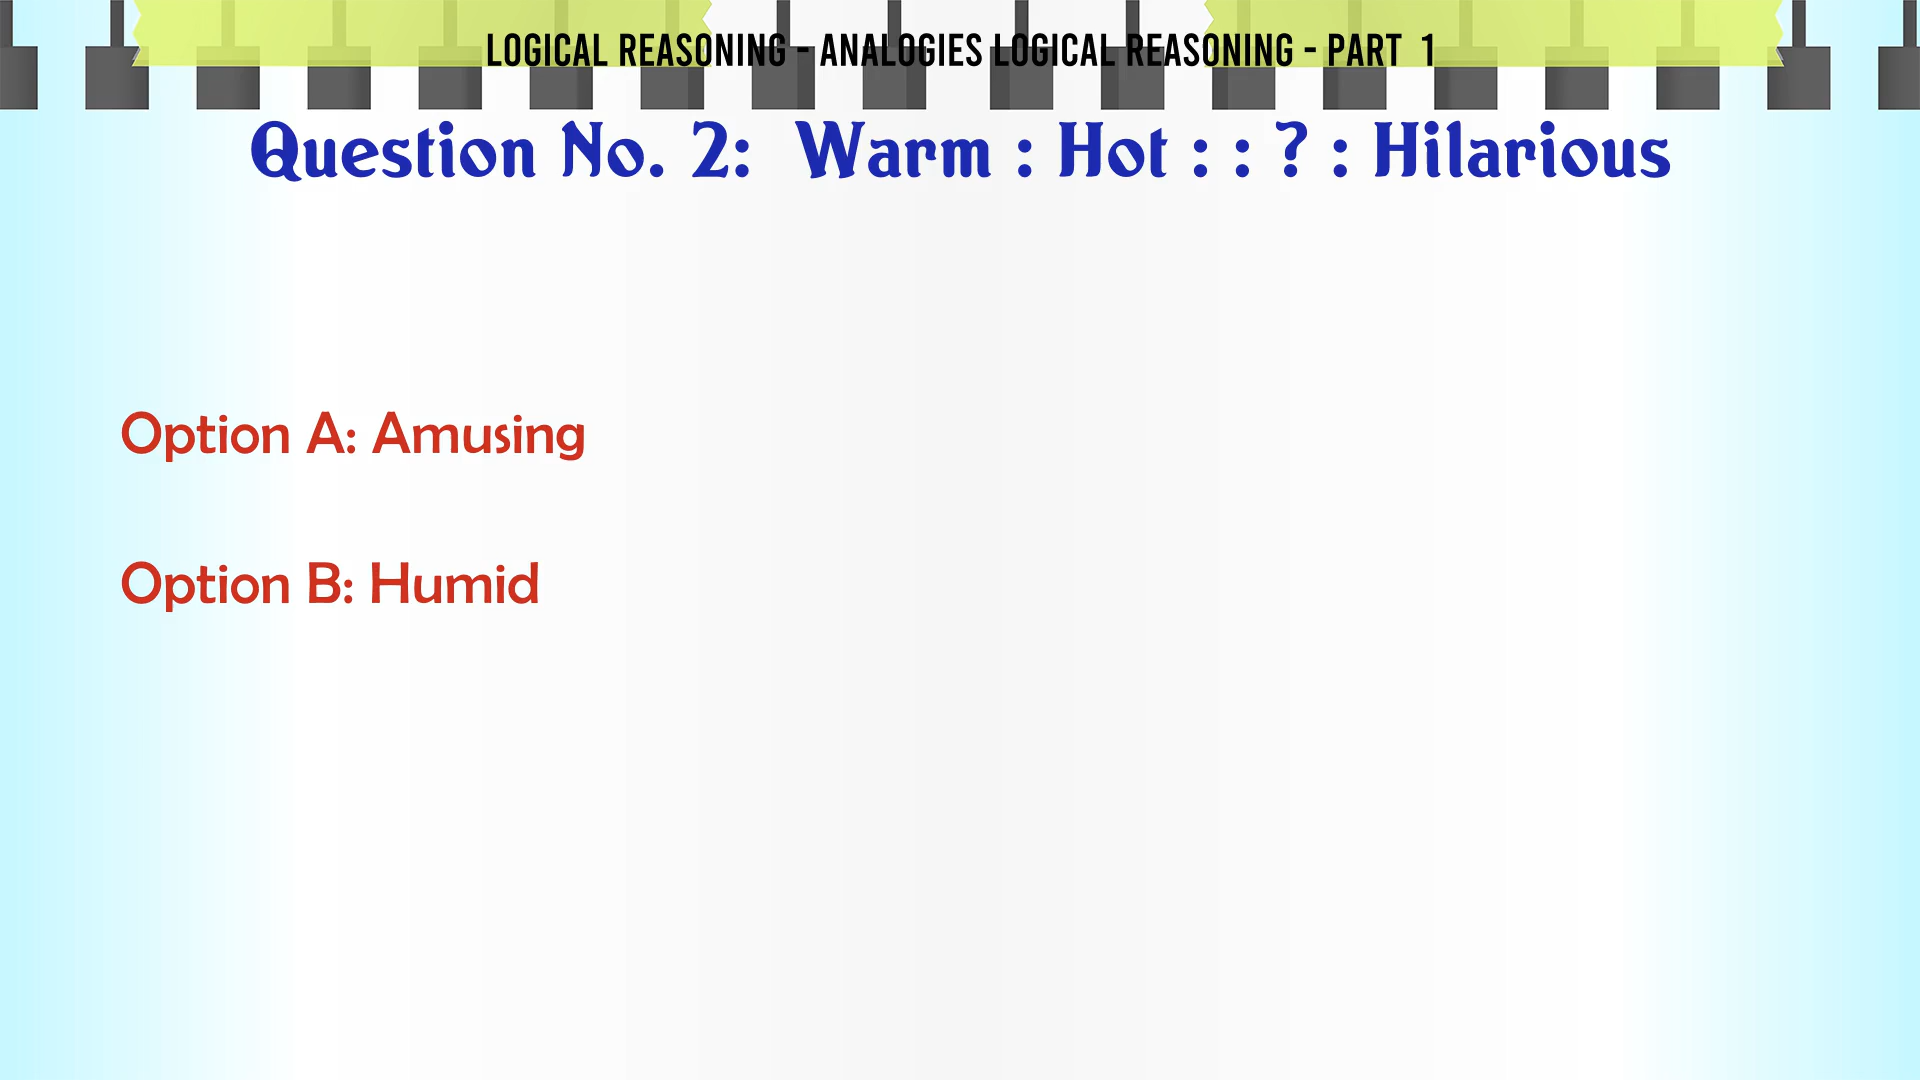 LOGICAL REASONING - ANALOGIES LOGICAL REASONING - PART 1
Question No. 2: Warm : Hot : : ? : Hilarious
Option A: Amusing
Option B: Humid